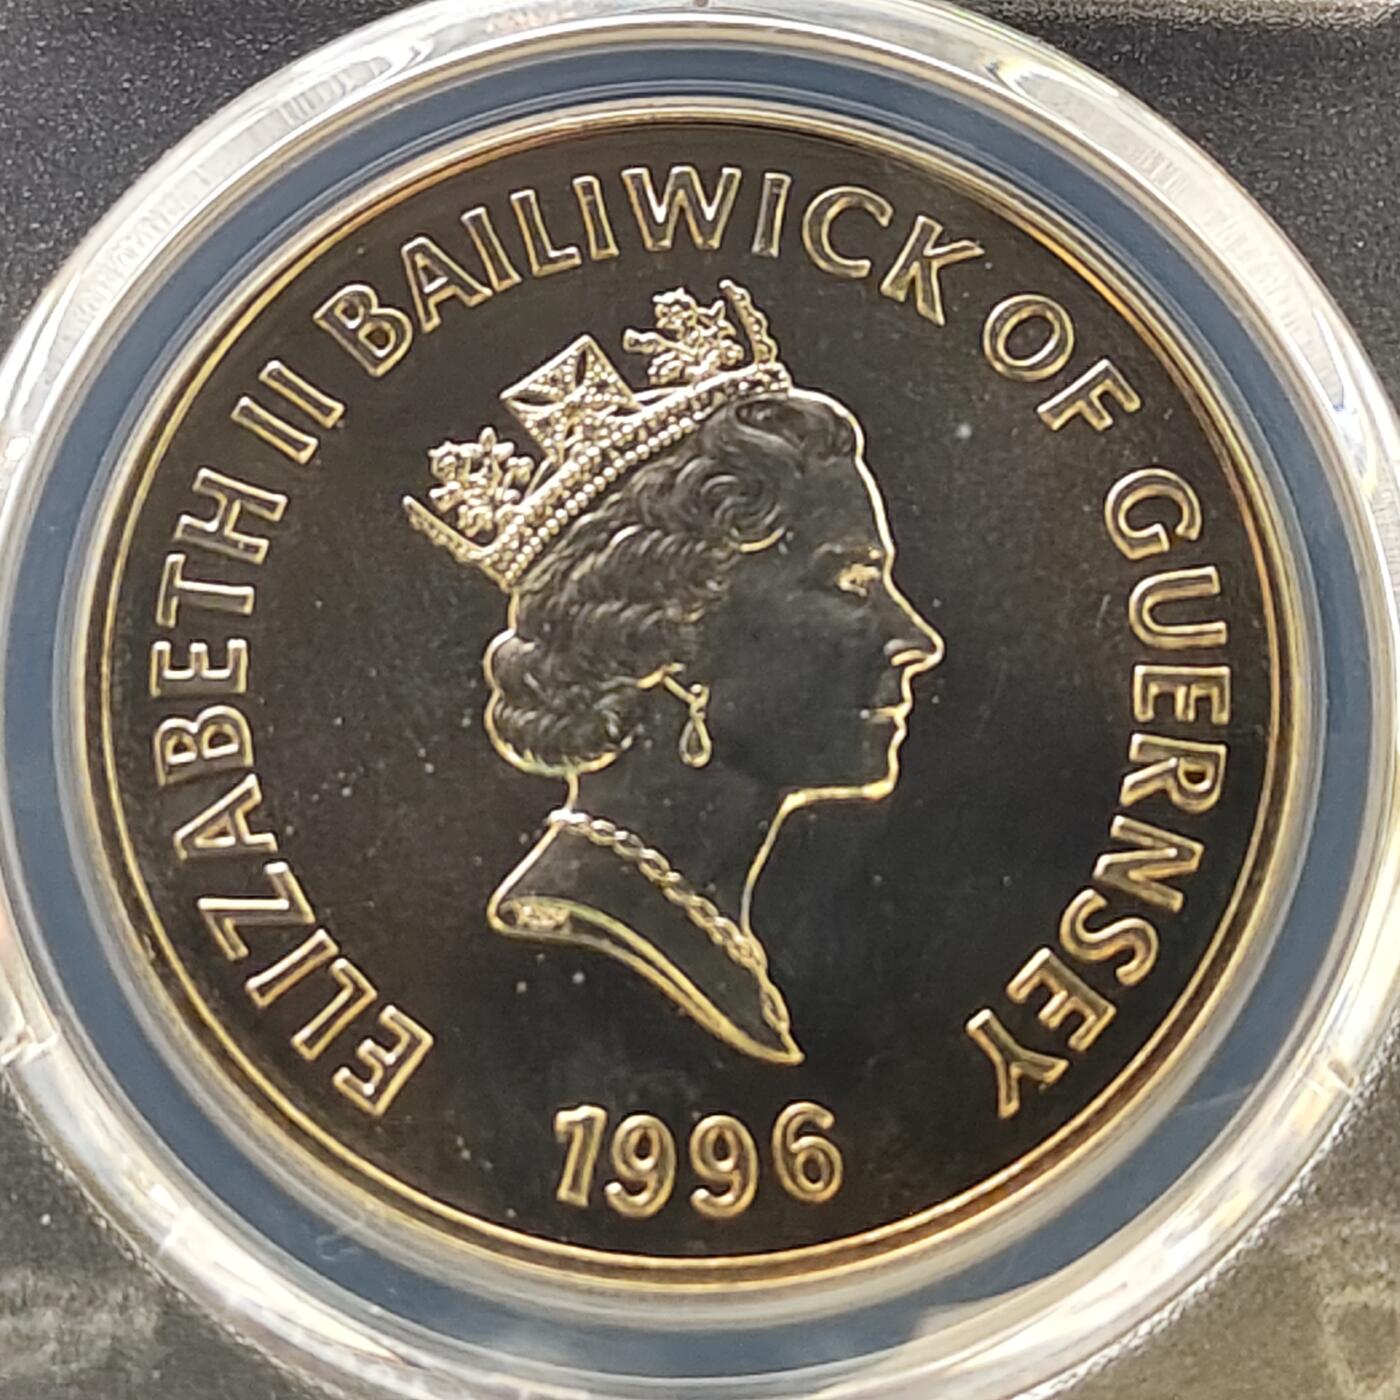 ELIZABETH II BAILIWICK OF GUERNSEY
1996